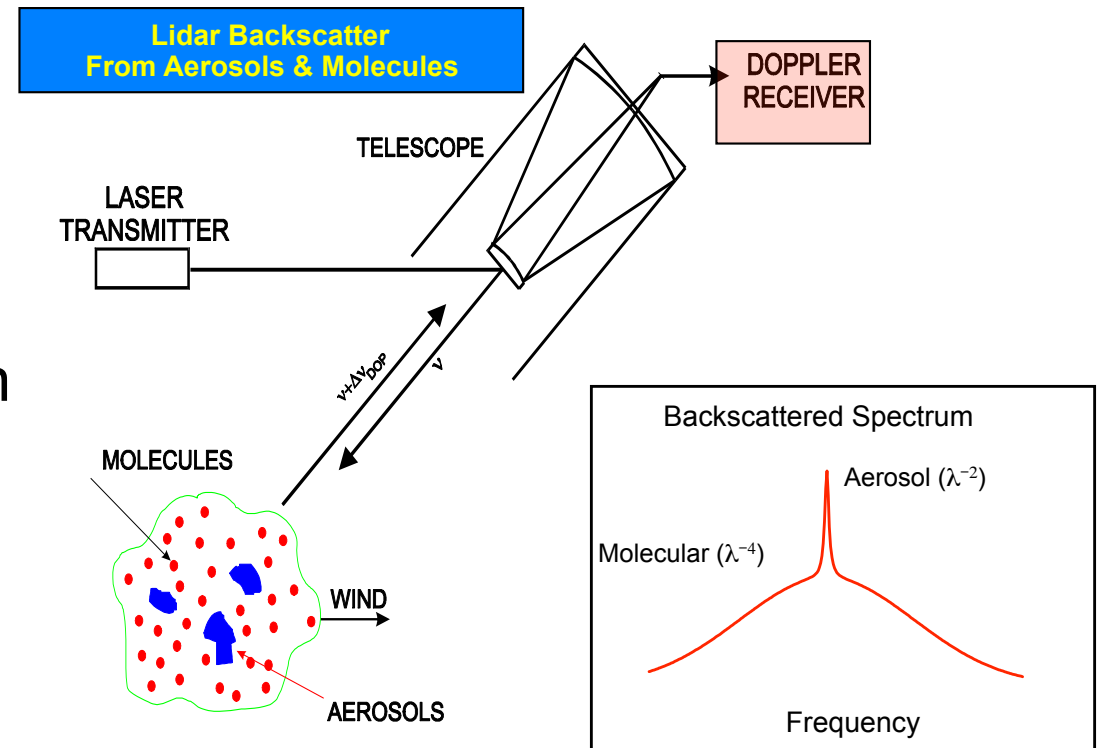 Lidar Backscatter
From Aerosols & Molecules
DOPPLER
RECEIVER
TELESCOPE
LASER
TRANSMITTER
ν+Δν_DOP
ν
n
MOLECULES
WIND
AEROSOLS
Backscattered Spectrum
Aerosol (λ⁻²)
Molecular (λ⁻⁴)
Frequency